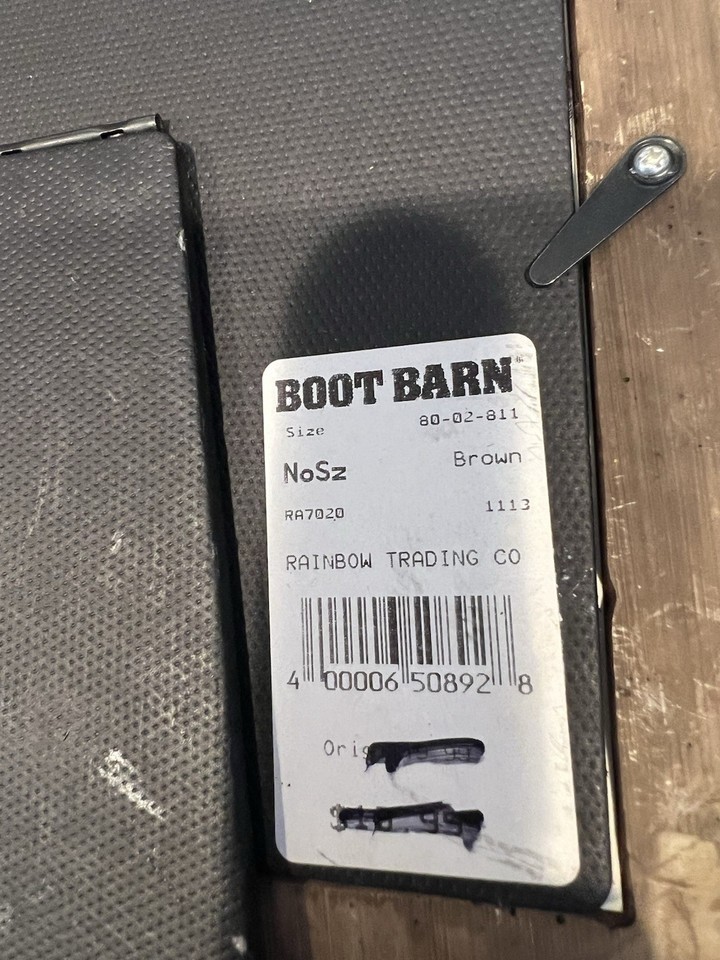 BOOT BARN®
Size 80-02-811
NoSz Brown
RA7020 1113
RAINBOW TRADING CO
4 00006 50892 8
Orig